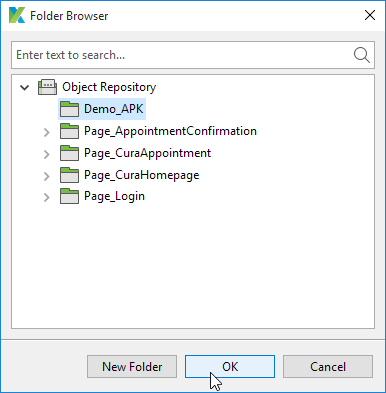 Folder Browser
Enter text to search...
Object Repository
Demo_APK
Page_AppointmentConfirmation
Page_CuraAppointment
Page_CuraHomepage
Page_Login
New Folder
OK
Cancel